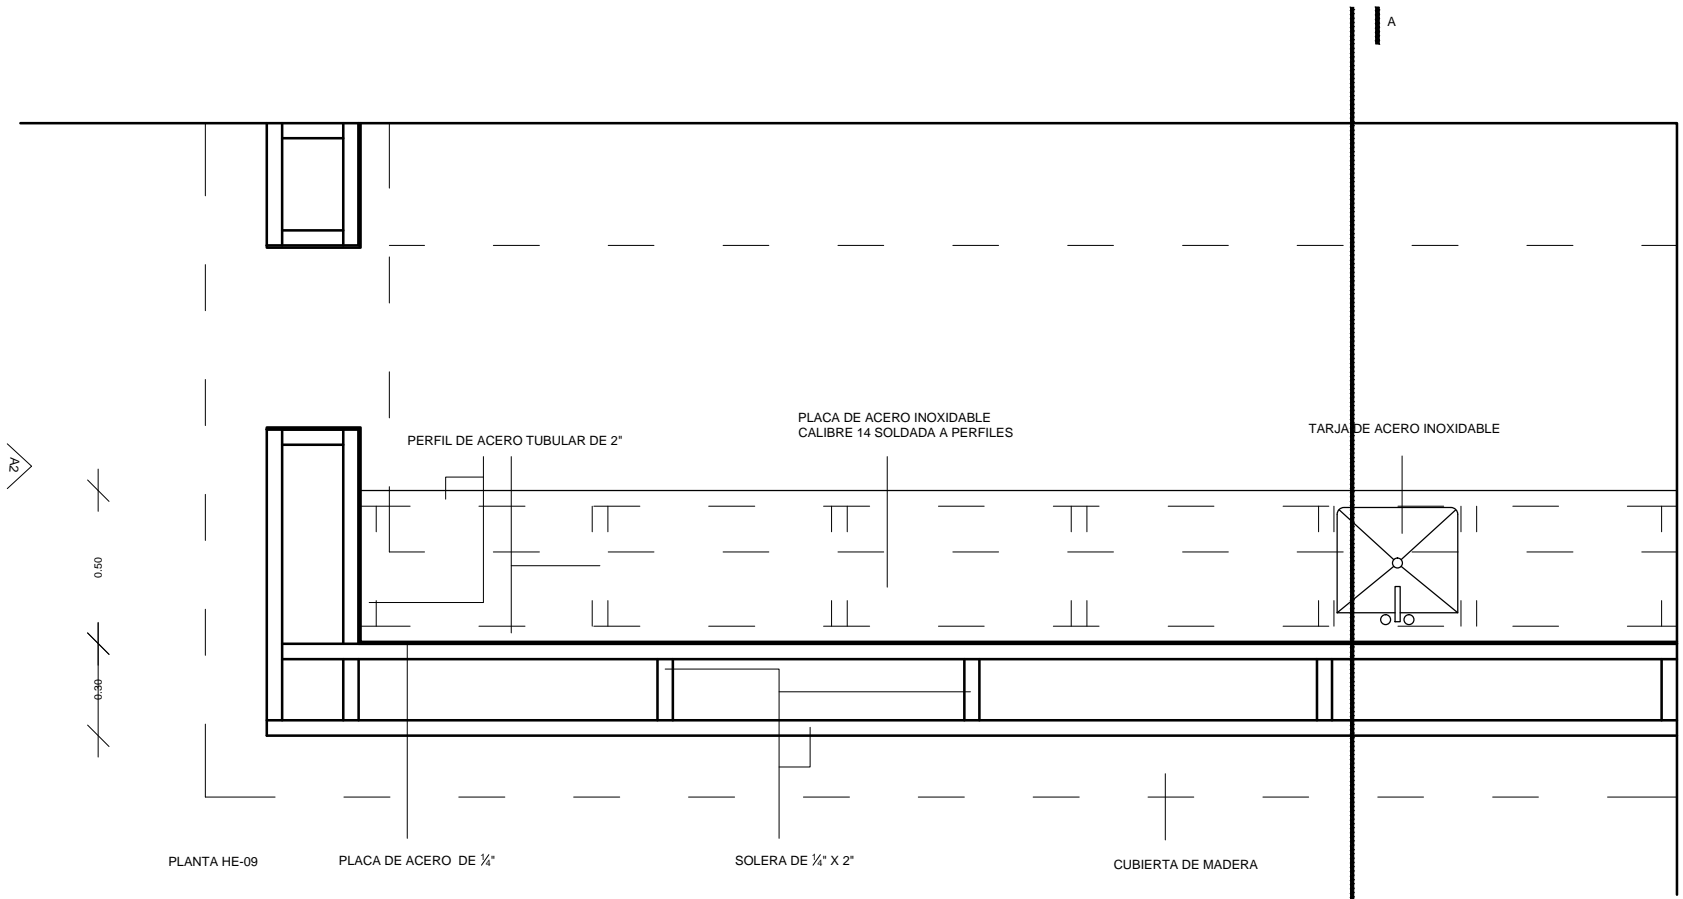 A
PERFIL DE ACERO TUBULAR DE 2"
PLACA DE ACERO INOXIDABLE
CALIBRE 14 SOLDADA A PERFILES
TARJA DE ACERO INOXIDABLE
A2
0.50
0.30
PLANTA HE-09
PLACA DE ACERO DE ¼"
SOLERA DE ¼" X 2"
CUBIERTA DE MADERA